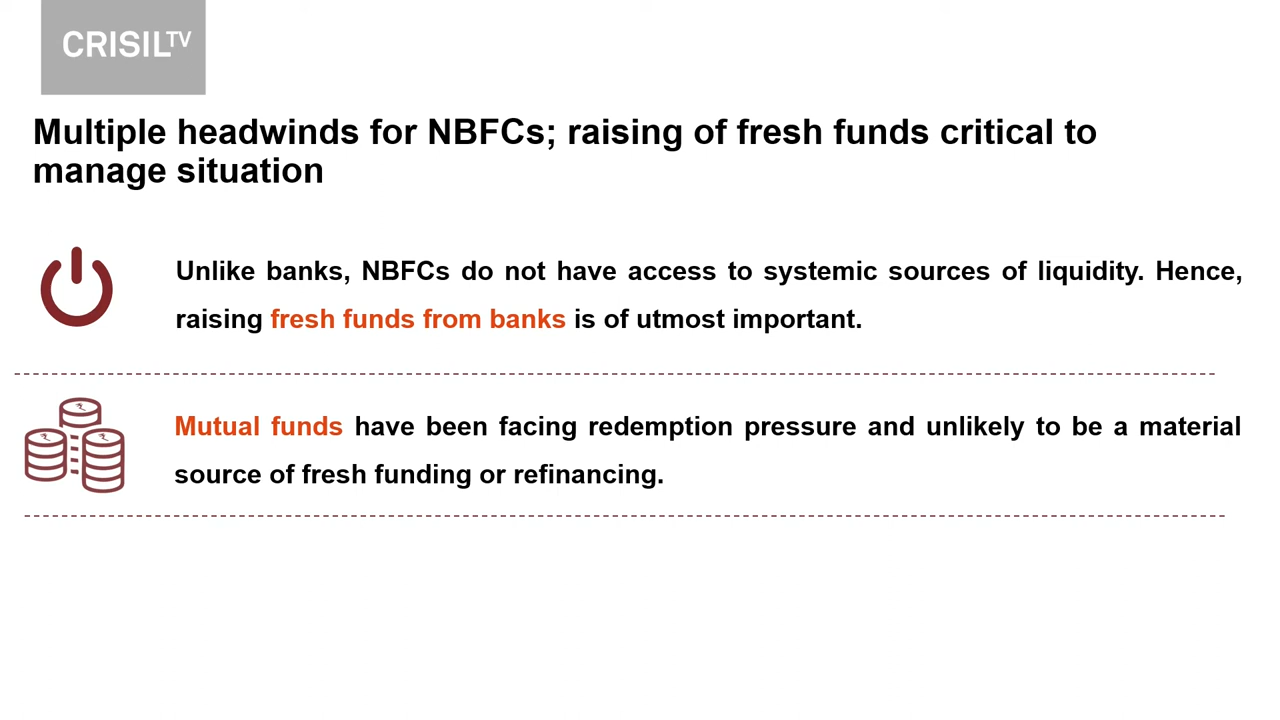 CRISIL TV
Multiple headwinds for NBFCs; raising of fresh funds critical to
manage situation
Unlike banks, NBFCs do not have access to systemic sources of liquidity. Hence,
raising fresh funds from banks is of utmost important.
Mutual funds have been facing redemption pressure and unlikely to be a material
source of fresh funding or refinancing.